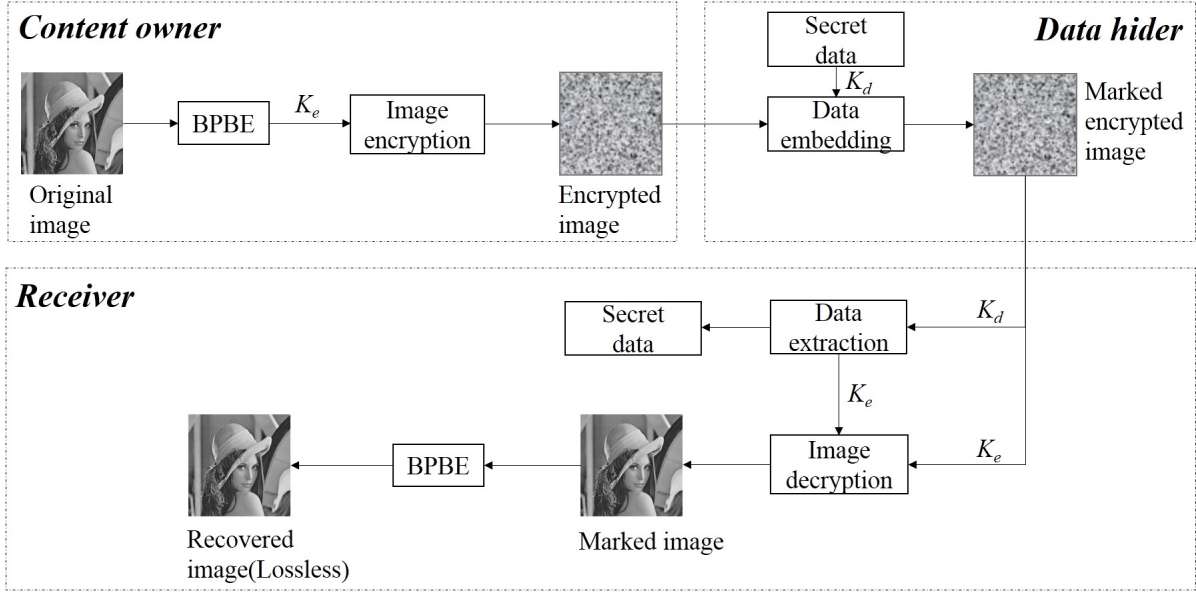 Content owner
BPBE
K_e
Image
encryption
Original
image
Encrypted
image
Data hider
Secret
data
K_d
Data
embedding
Marked
encrypted
image
Receiver
Secret
data
Data
extraction
K_d
K_e
Image
decryption
K_e
BPBE
Recovered
image(Lossless)
Marked image